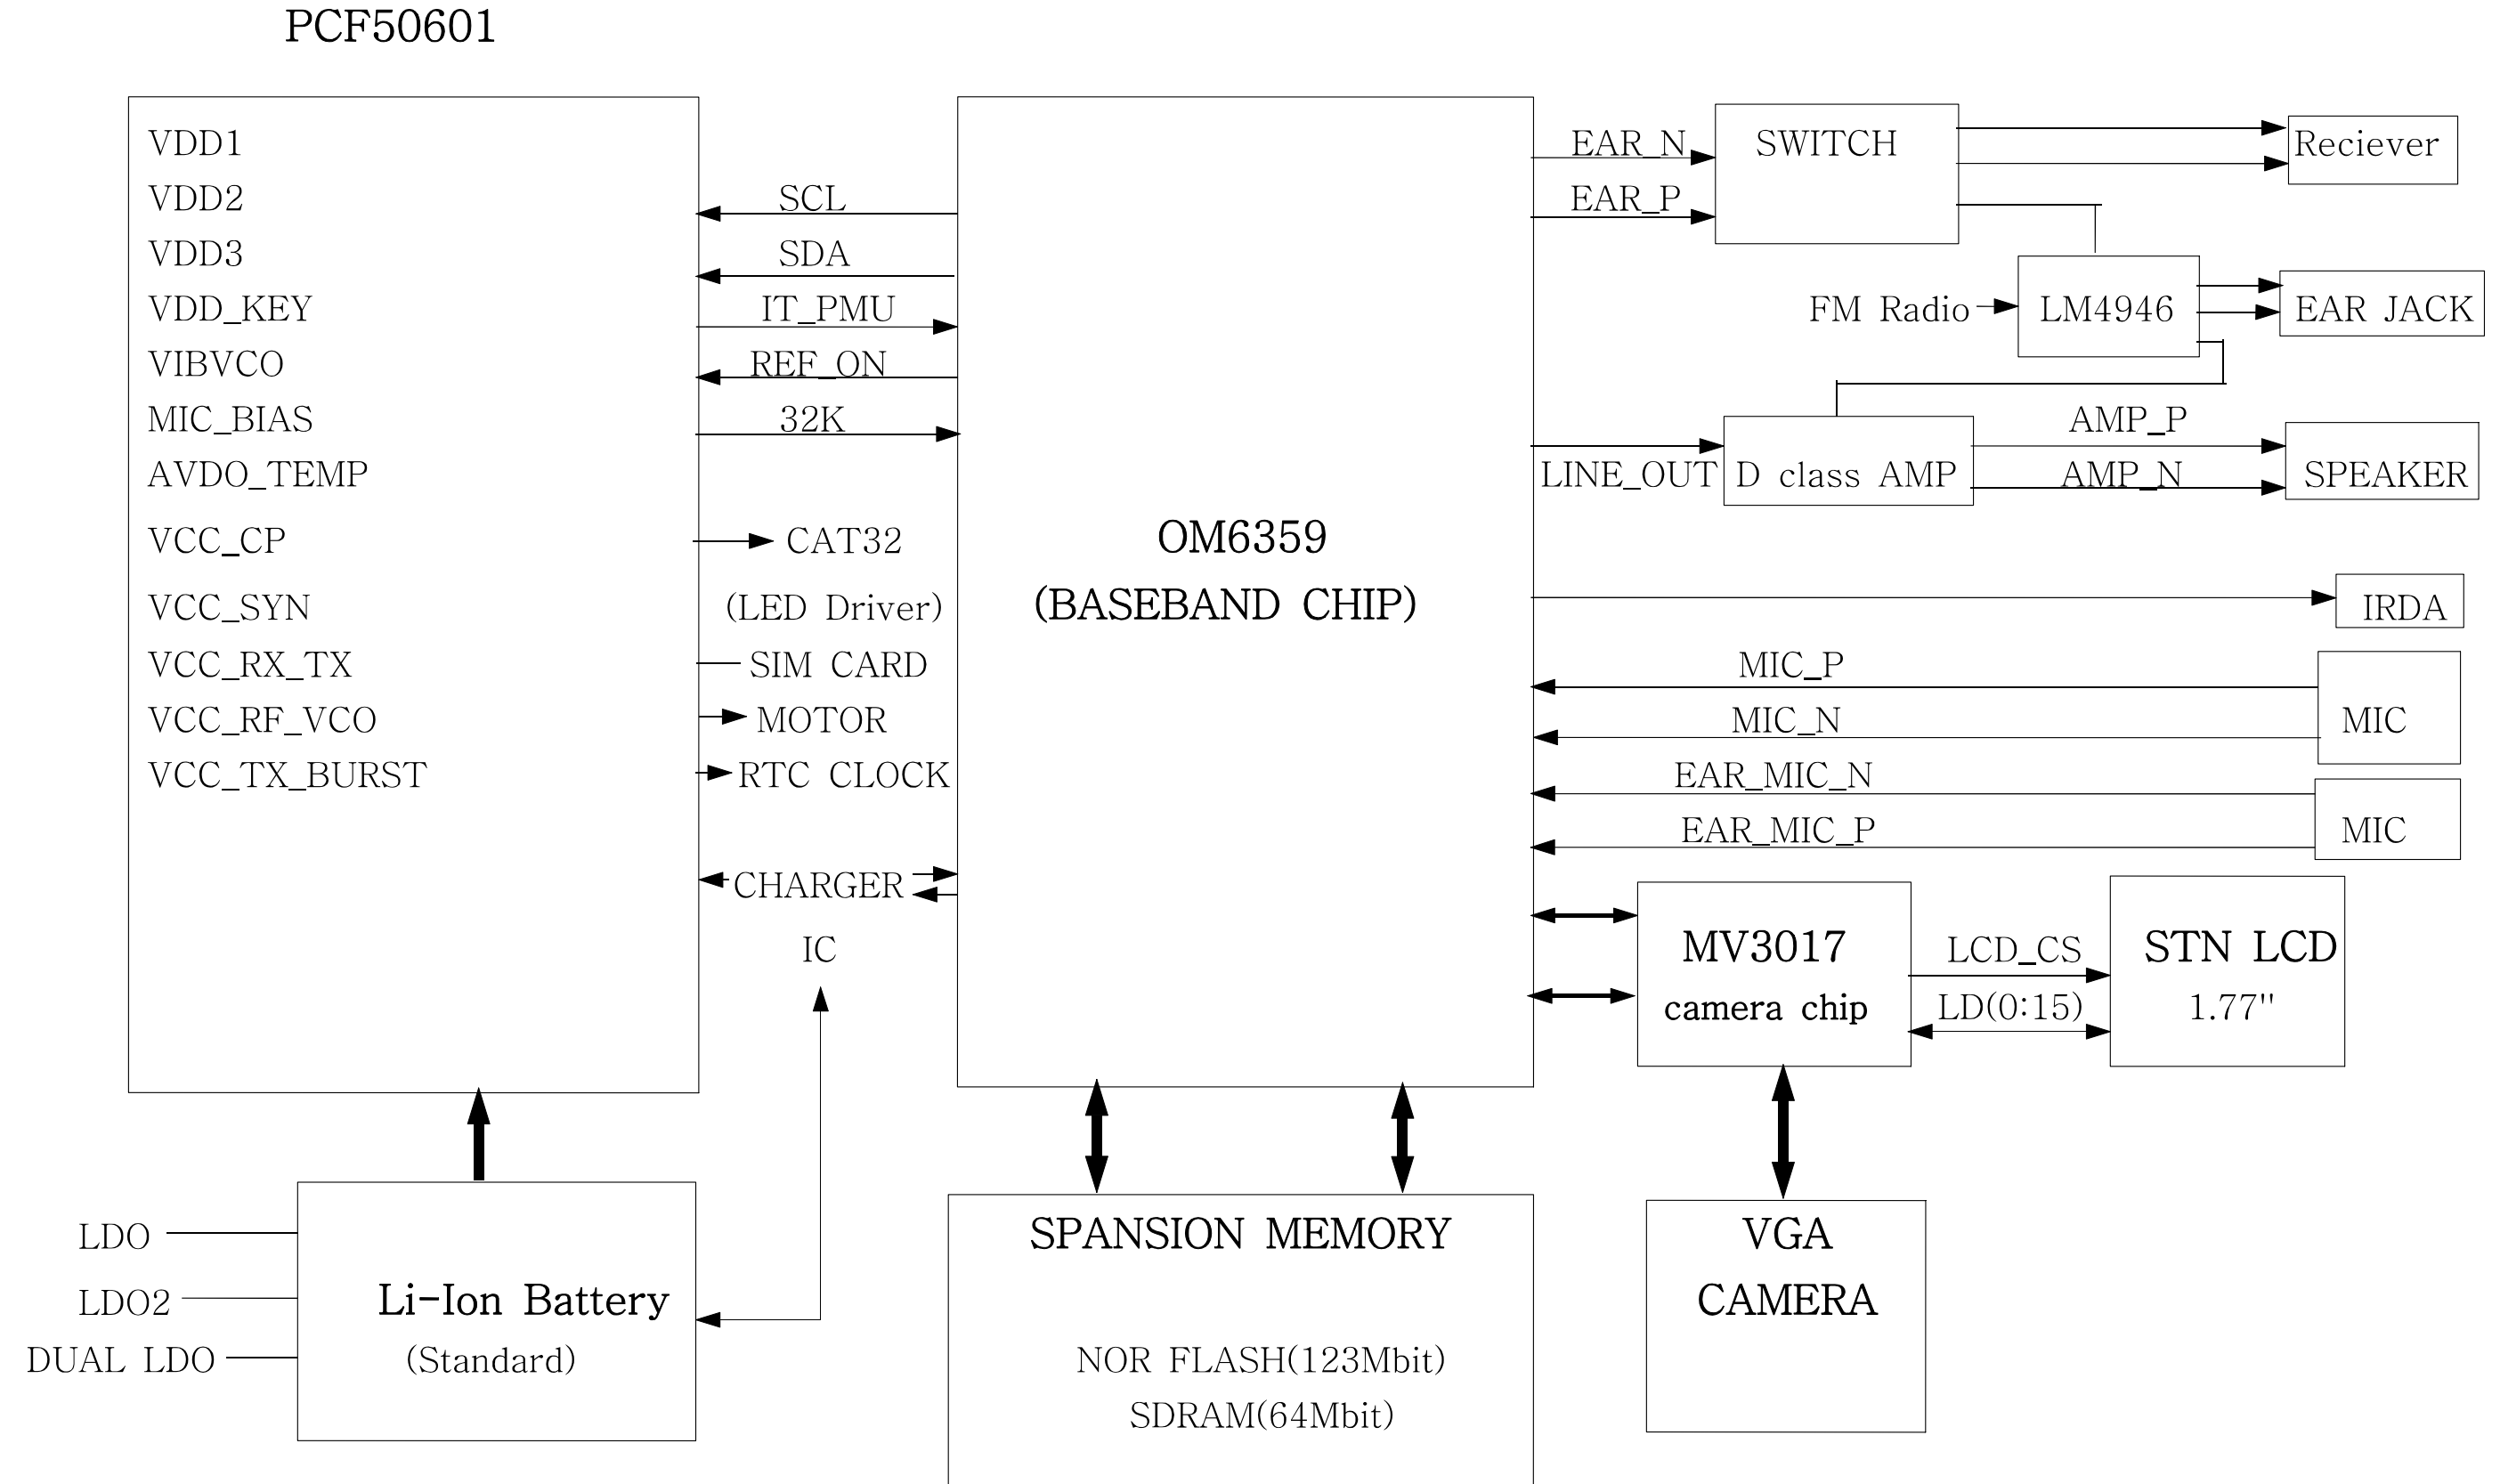 PCF50601
VDD1
VDD2
VDD3
VDD_KEY
VIBVCO
MIC_BIAS
AVDO_TEMP
VCC_CP
VCC_SYN
VCC_RX_TX
VCC_RF_VCO
VCC_TX_BURST
SCL
SDA
IT_PMU
REF_ON
32K
CAT32
(LED Driver)
SIM CARD
MOTOR
RTC CLOCK
CHARGER
IC
OM6359
(BASEBAND CHIP)
EAR_N
EAR_P
SWITCH
Reciever
FM Radio
LM4946
EAR JACK
LINE_OUT
D class AMP
AMP_P
AMP_N
SPEAKER
IRDA
MIC_P
MIC_N
MIC
EAR_MIC_N
EAR_MIC_P
MIC
MV3017
camera chip
LCD_CS
LD(0:15)
STN LCD
1.77"
LDO
LDO2
DUAL LDO
Li-Ion Battery
(Standard)
SPANSION MEMORY
NOR FLASH(123Mbit)
SDRAM(64Mbit)
VGA
CAMERA